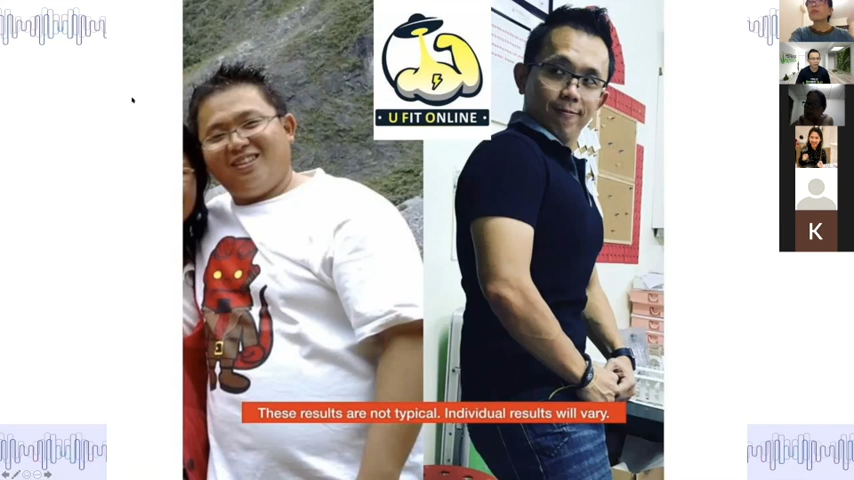 U FIT ONLINE
These results are not typical. Individual results will vary.
K